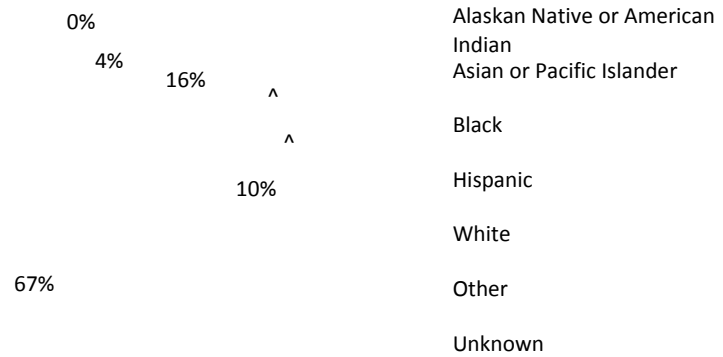 0%
4%
16%
^
^
10%
67%
Alaskan Native or American
Indian
Asian or Pacific Islander
Black
Hispanic
White
Other
Unknown